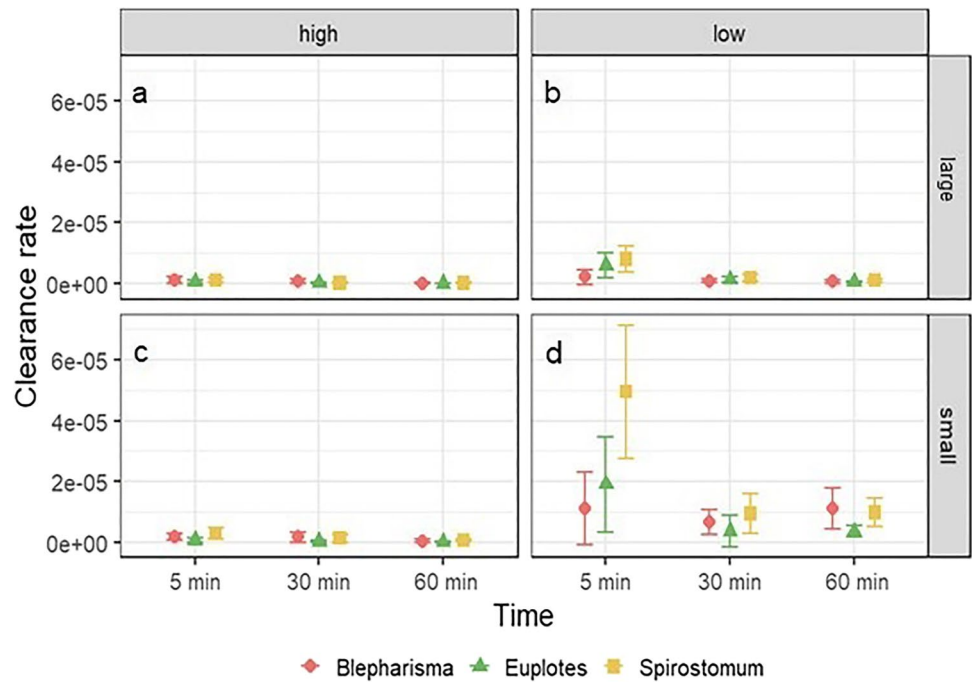 high
low
a
b
6e-05
4e-05
2e-05
0e+00
large
Clearance rate
c
d
6e-05
4e-05
2e-05
0e+00
small
5 min 30 min 60 min
5 min 30 min 60 min
Time
Blepharisma Euplotes Spirostomum